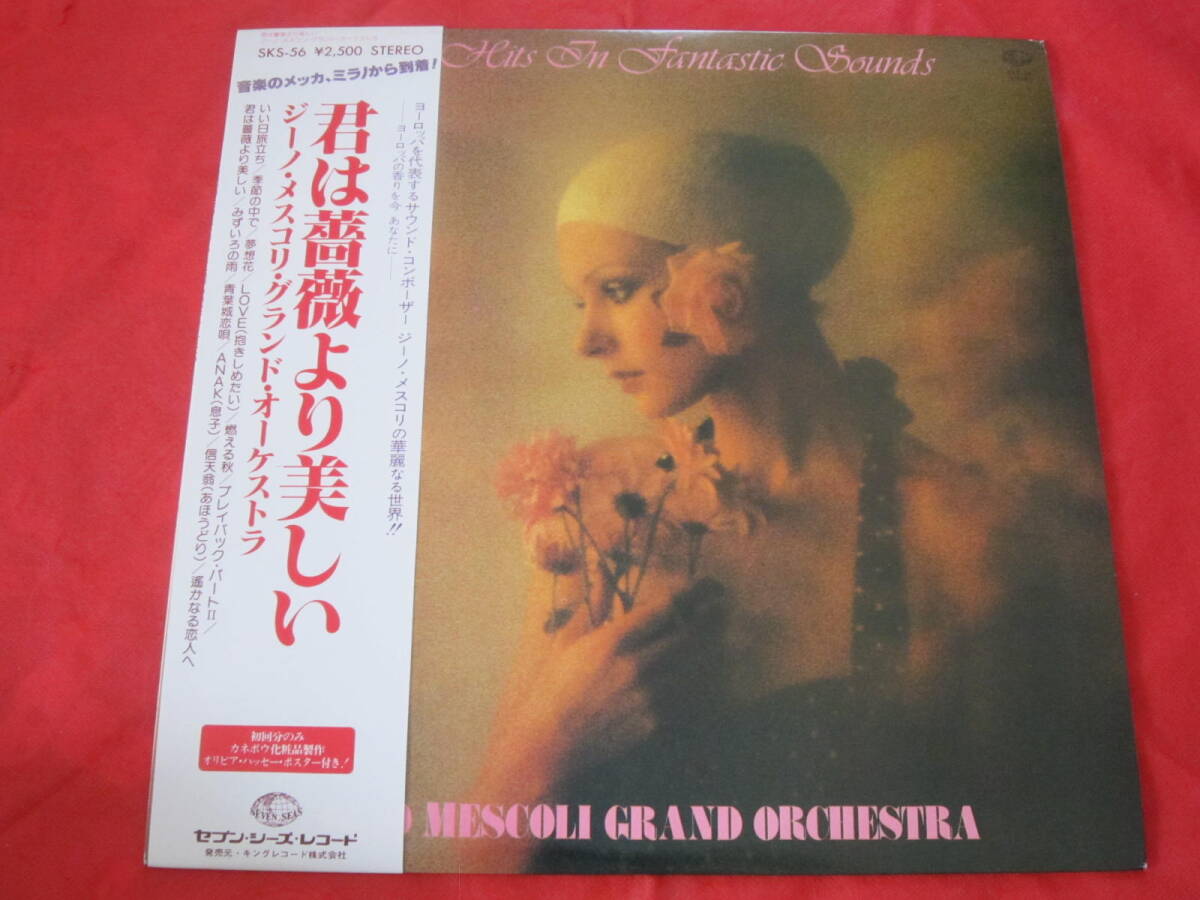 SKS-56 ¥2,500 STEREO
音楽のメッカ、ミラノから到着!
君は薔薇より美しい
ジーノ・メスコリ・グランド・オーケストラ
ヨーロッパを代表するサウンド・コンポーザー ジーノ・メスコリの華麗なる世界!!
——ヨーロッパの香りを今 あなたに——
いい日旅立ち/季節の中で/夢想花/LOVE(抱きしめたい)/燃える秋/プレイバック・パートII/
君は薔薇より美しい/みずいろの雨/青葉城恋唄/ANAK(息子)/信天翁(あほうどり)/遙かなる恋人へ
初回分のみ
カネボウ化粧品製作
オリビア・ハッセー・ポスター付き!
SEVEN SEAS
セブン・シーズ・レコード
発売元・キングレコード株式会社
Hits In Fantastic Sounds
O MESCOLI GRAND ORCHESTRA